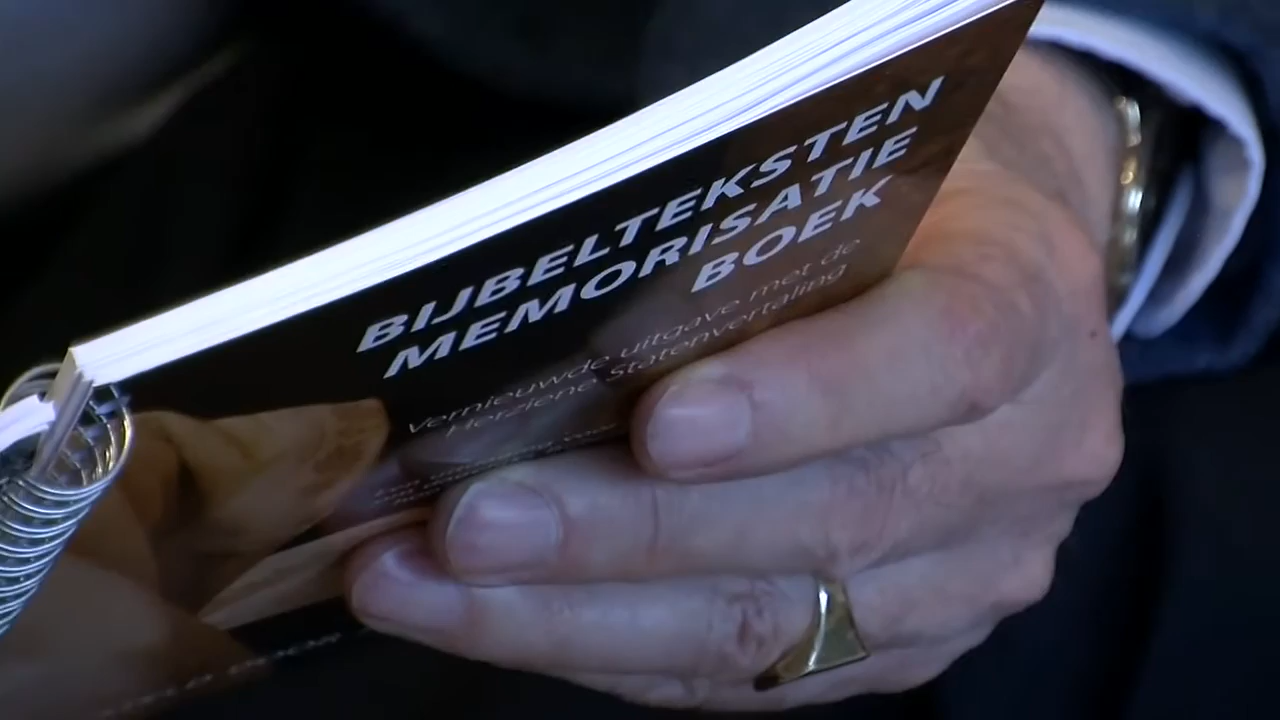 BIJBELTEKSTEN
MEMORISATIE
BOEK
Vernieuwde uitgave met de
Herziene Statenvertaling